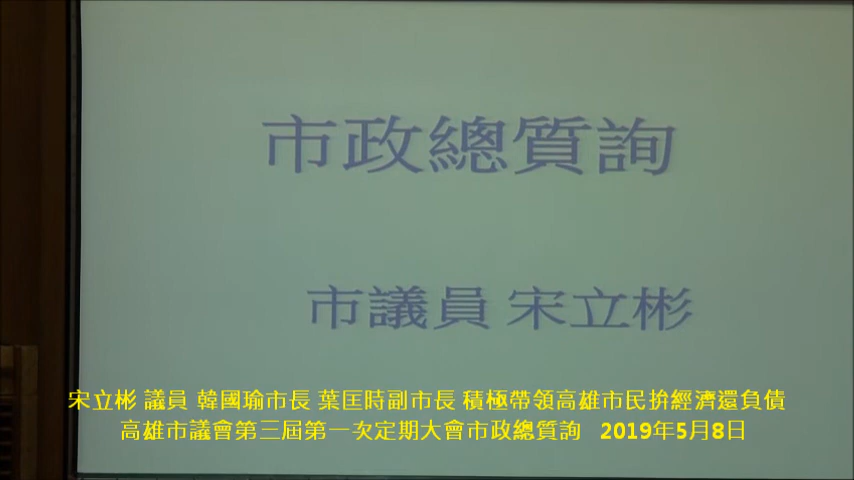 市政總質詢
市議員 宋立彬
宋立彬 議員 韓國瑜市長 葉匡時副市長 積極帶領高雄市民拚經濟還負債
高雄市議會第三屆第一次定期大會市政總質詢 2019年5月8日